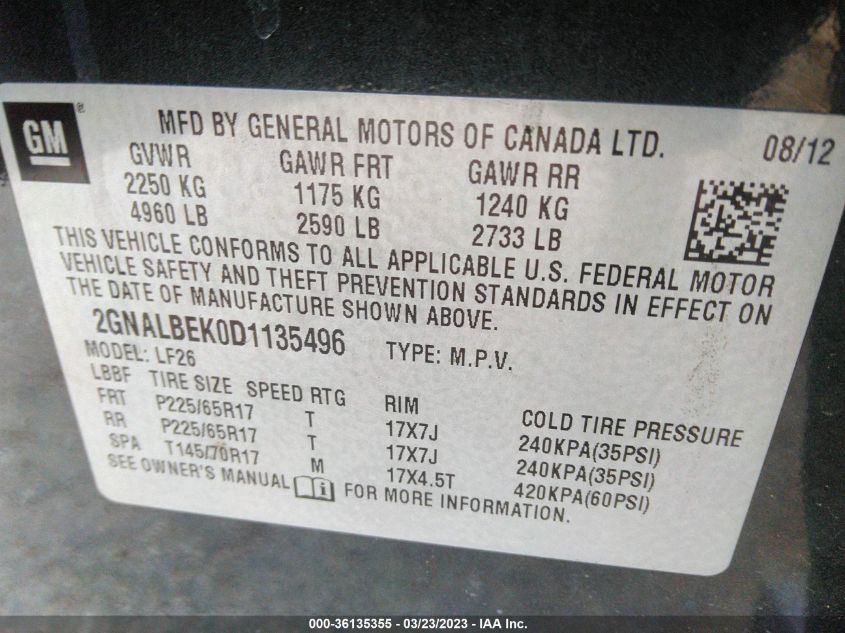 GM®
MFD BY GENERAL MOTORS OF CANADA LTD. 08/12
GVWR GAWR FRT GAWR RR
2250 KG 1175 KG 1240 KG
4960 LB 2590 LB 2733 LB
THIS VEHICLE CONFORMS TO ALL APPLICABLE U.S. FEDERAL MOTOR
VEHICLE SAFETY AND THEFT PREVENTION STANDARDS IN EFFECT ON
THE DATE OF MANUFACTURE SHOWN ABOVE.
2GNALBEK0D1135496 TYPE: M.P.V.
MODEL: LF26
LBBF TIRE SIZE SPEED RTG RIM COLD TIRE PRESSURE
FRT P225/65R17 T 17X7J 240KPA(35PSI)
RR P225/65R17 T 17X7J 240KPA(35PSI)
SPA T145/70R17 M 17X4.5T 420KPA(60PSI)
SEE OWNER'S MANUAL FOR MORE INFORMATION.
000-36135355 - 03/23/2023 - IAA Inc.